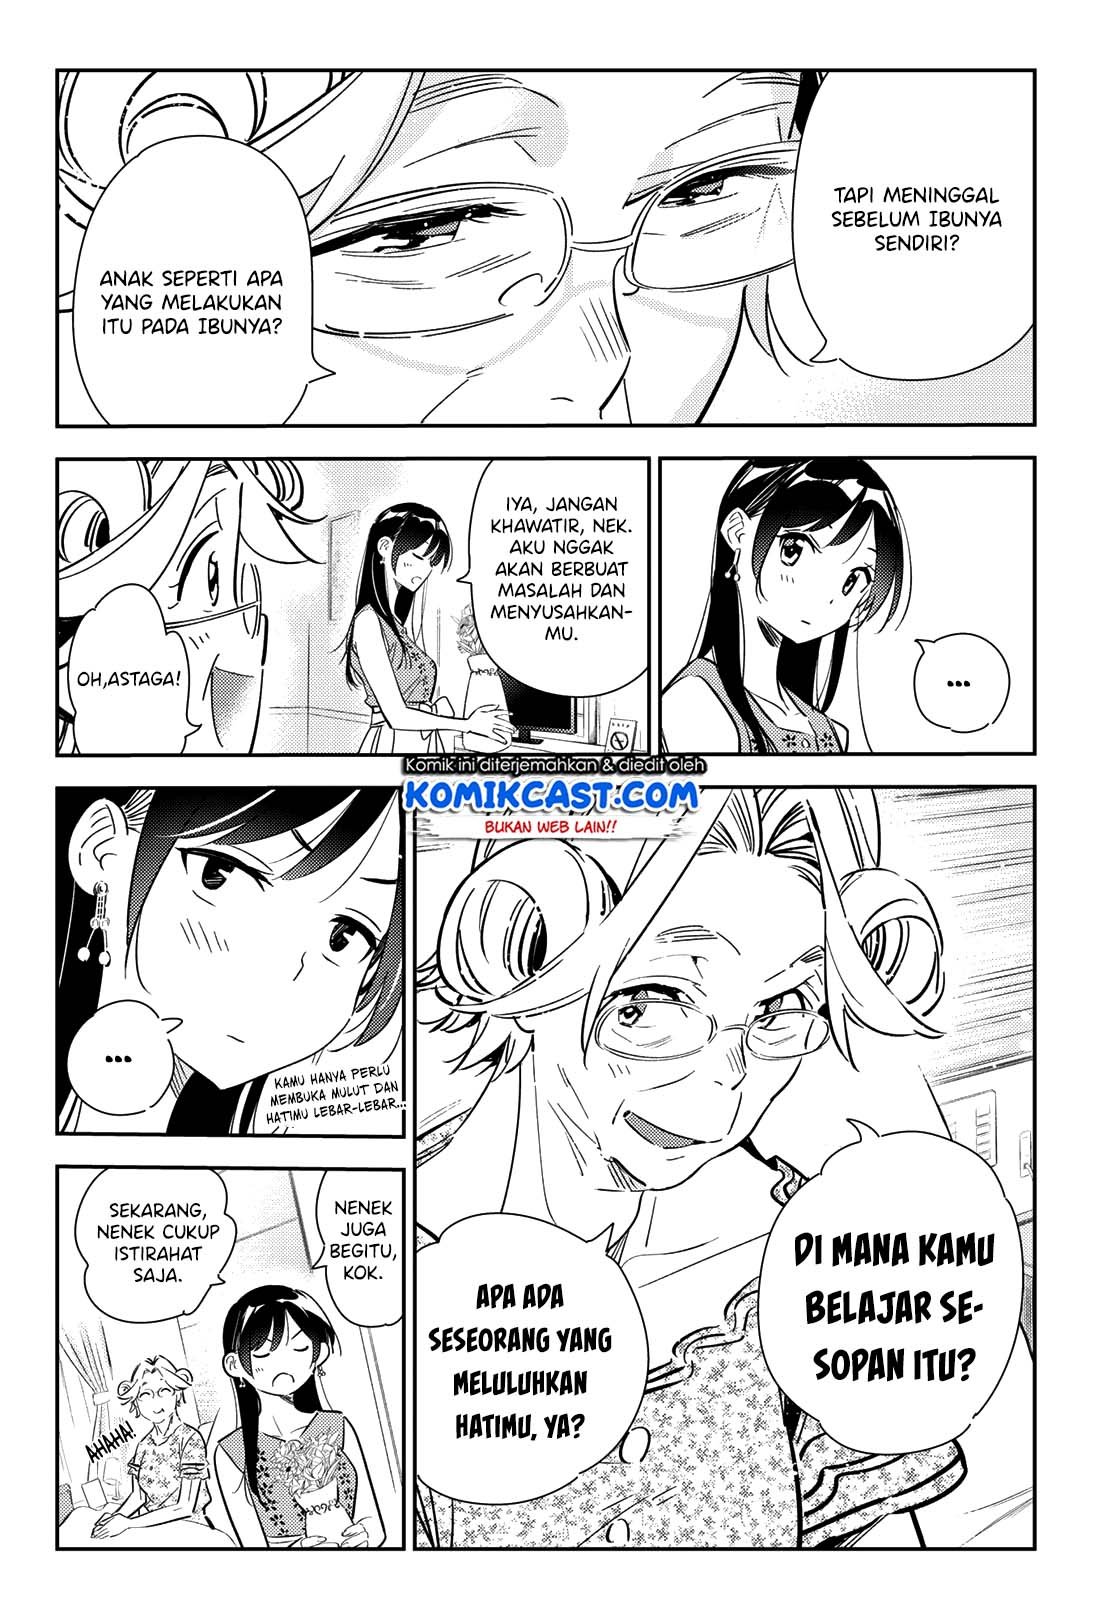 TAPI MENINGGAL
SEBELUM IBUNYA
SENDIRI?
ANAK SEPERTI APA
YANG MELAKUKAN
ITU PADA IBUNYA?
...
IYA, JANGAN
KHAWATIR, NEK.
AKU NGGAK
AKAN BERBUAT
MASALAH DAN
MENYUSAHKAN-
MU.
OH,ASTAGA!
Komik ini diterjemahkan & diedit oleh
KOMIKCAST.COM
BUKAN WEB LAIN!!
DI MANA KAMU
BELAJAR SE-
SOPAN ITU?
APA ADA
SESEORANG YANG
MELULUHKAN
HATIMU, YA?
...
KAMU HANYA PERLU
MEMBUKA MULUT DAN
HATIMU LEBAR-LEBAR...
NENEK
JUGA
BEGITU,
KOK.
SEKARANG,
NENEK CUKUP
ISTIRAHAT
SAJA.
AHAHA!